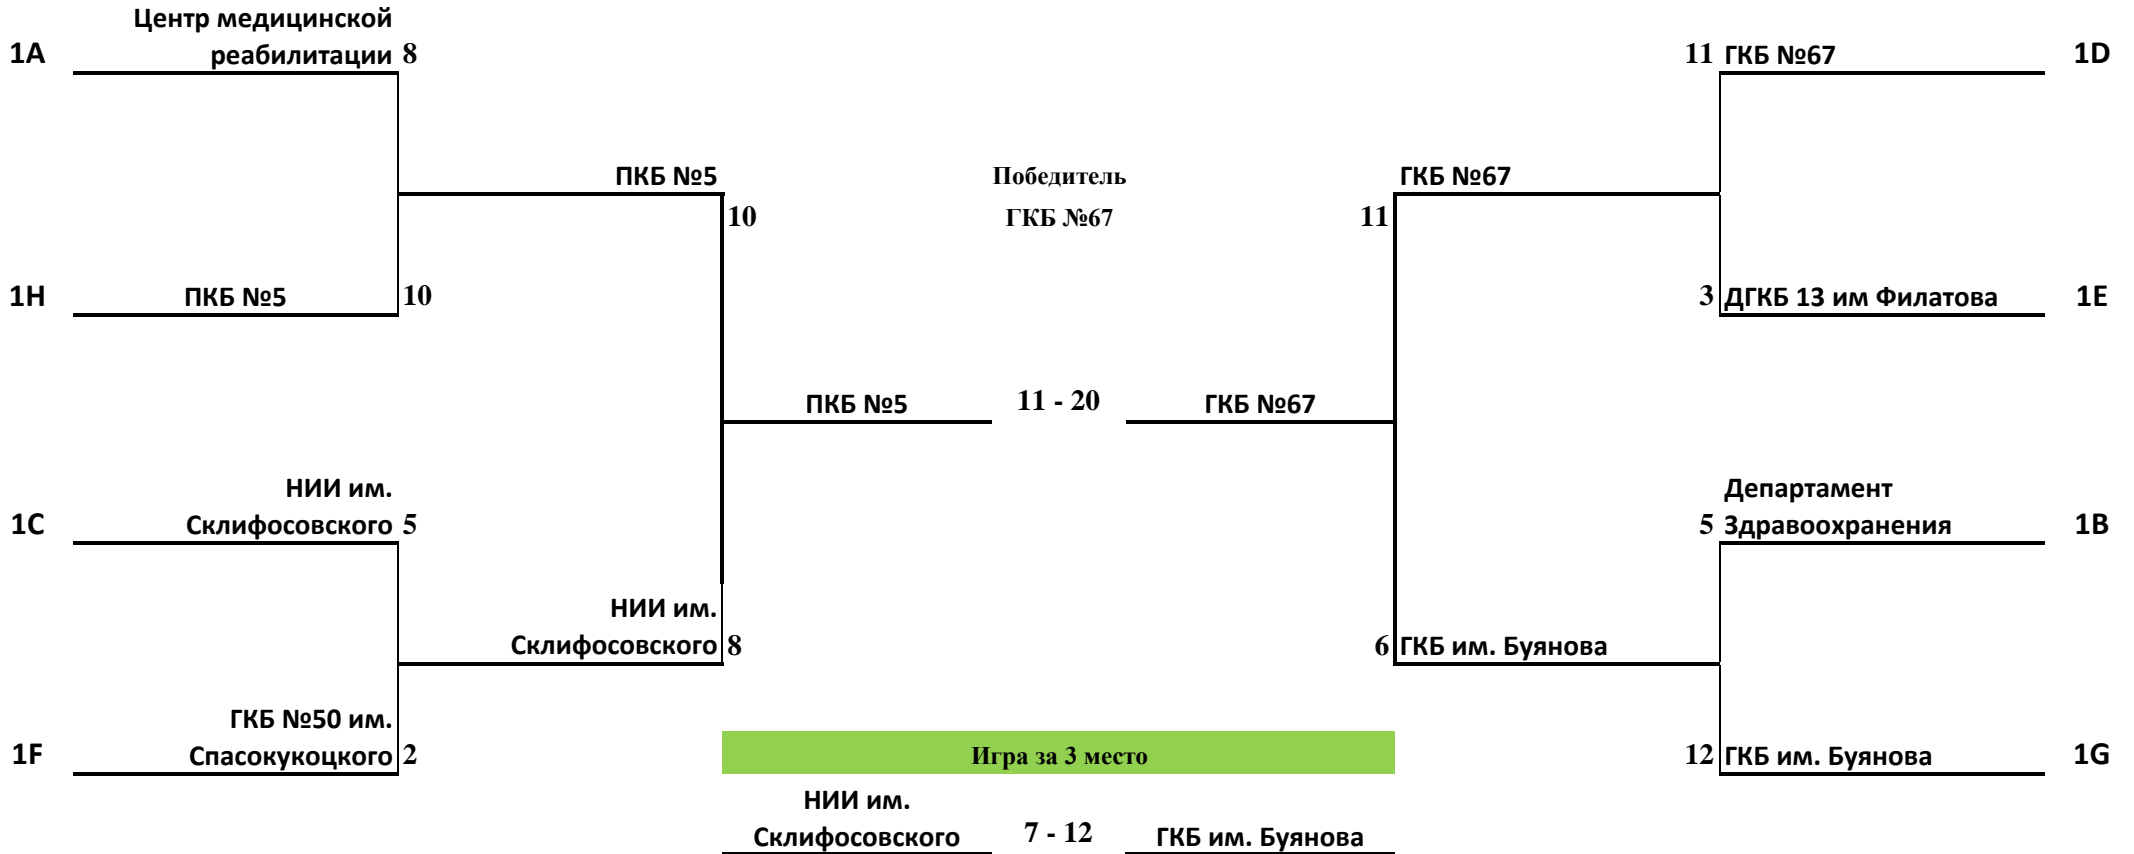 Центр медицинской
1A реабилитации 8 11 ГКБ №67 1D
ПКБ №5 Победитель ГКБ №67
10 ГКБ №67 11
1H ПКБ №5 10 3 ДГКБ 13 им Филатова 1E
ПКБ №5 11 - 20 ГКБ №67
НИИ им. Департамент
1C Склифосовского 5 5 Здравоохранения 1B
НИИ им.
Склифосовского 8 6 ГКБ им. Буянова
ГКБ №50 им.
1F Спасокукоцкого 2 Игра за 3 место 12 ГКБ им. Буянова 1G
НИИ им.
Склифосовского 7 - 12 ГКБ им. Буянова